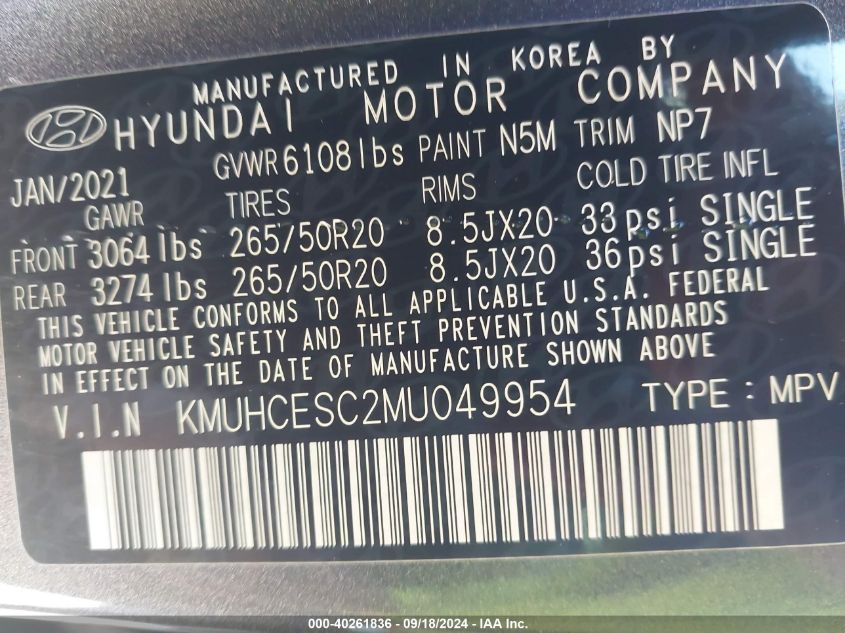 MANUFACTURED IN KOREA BY
HYUNDAI MOTOR COMPANY
JAN/2021 GVWR 6108 lbs PAINT N5M TRIM NP7
GAWR TIRES RIMS COLD TIRE INFL
FRONT 3064 lbs 265/50R20 8.5JX20 33 psi SINGLE
REAR 3274 lbs 265/50R20 8.5JX20 36 psi SINGLE
THIS VEHICLE CONFORMS TO ALL APPLICABLE U.S.A. FEDERAL
MOTOR VEHICLE SAFETY AND THEFT PREVENTION STANDARDS
IN EFFECT ON THE DATE OF MANUFACTURE SHOWN ABOVE
V.I.N KMUHCESC2MU049954 TYPE : MPV
000-40261836 - 09/18/2024 - IAA Inc.